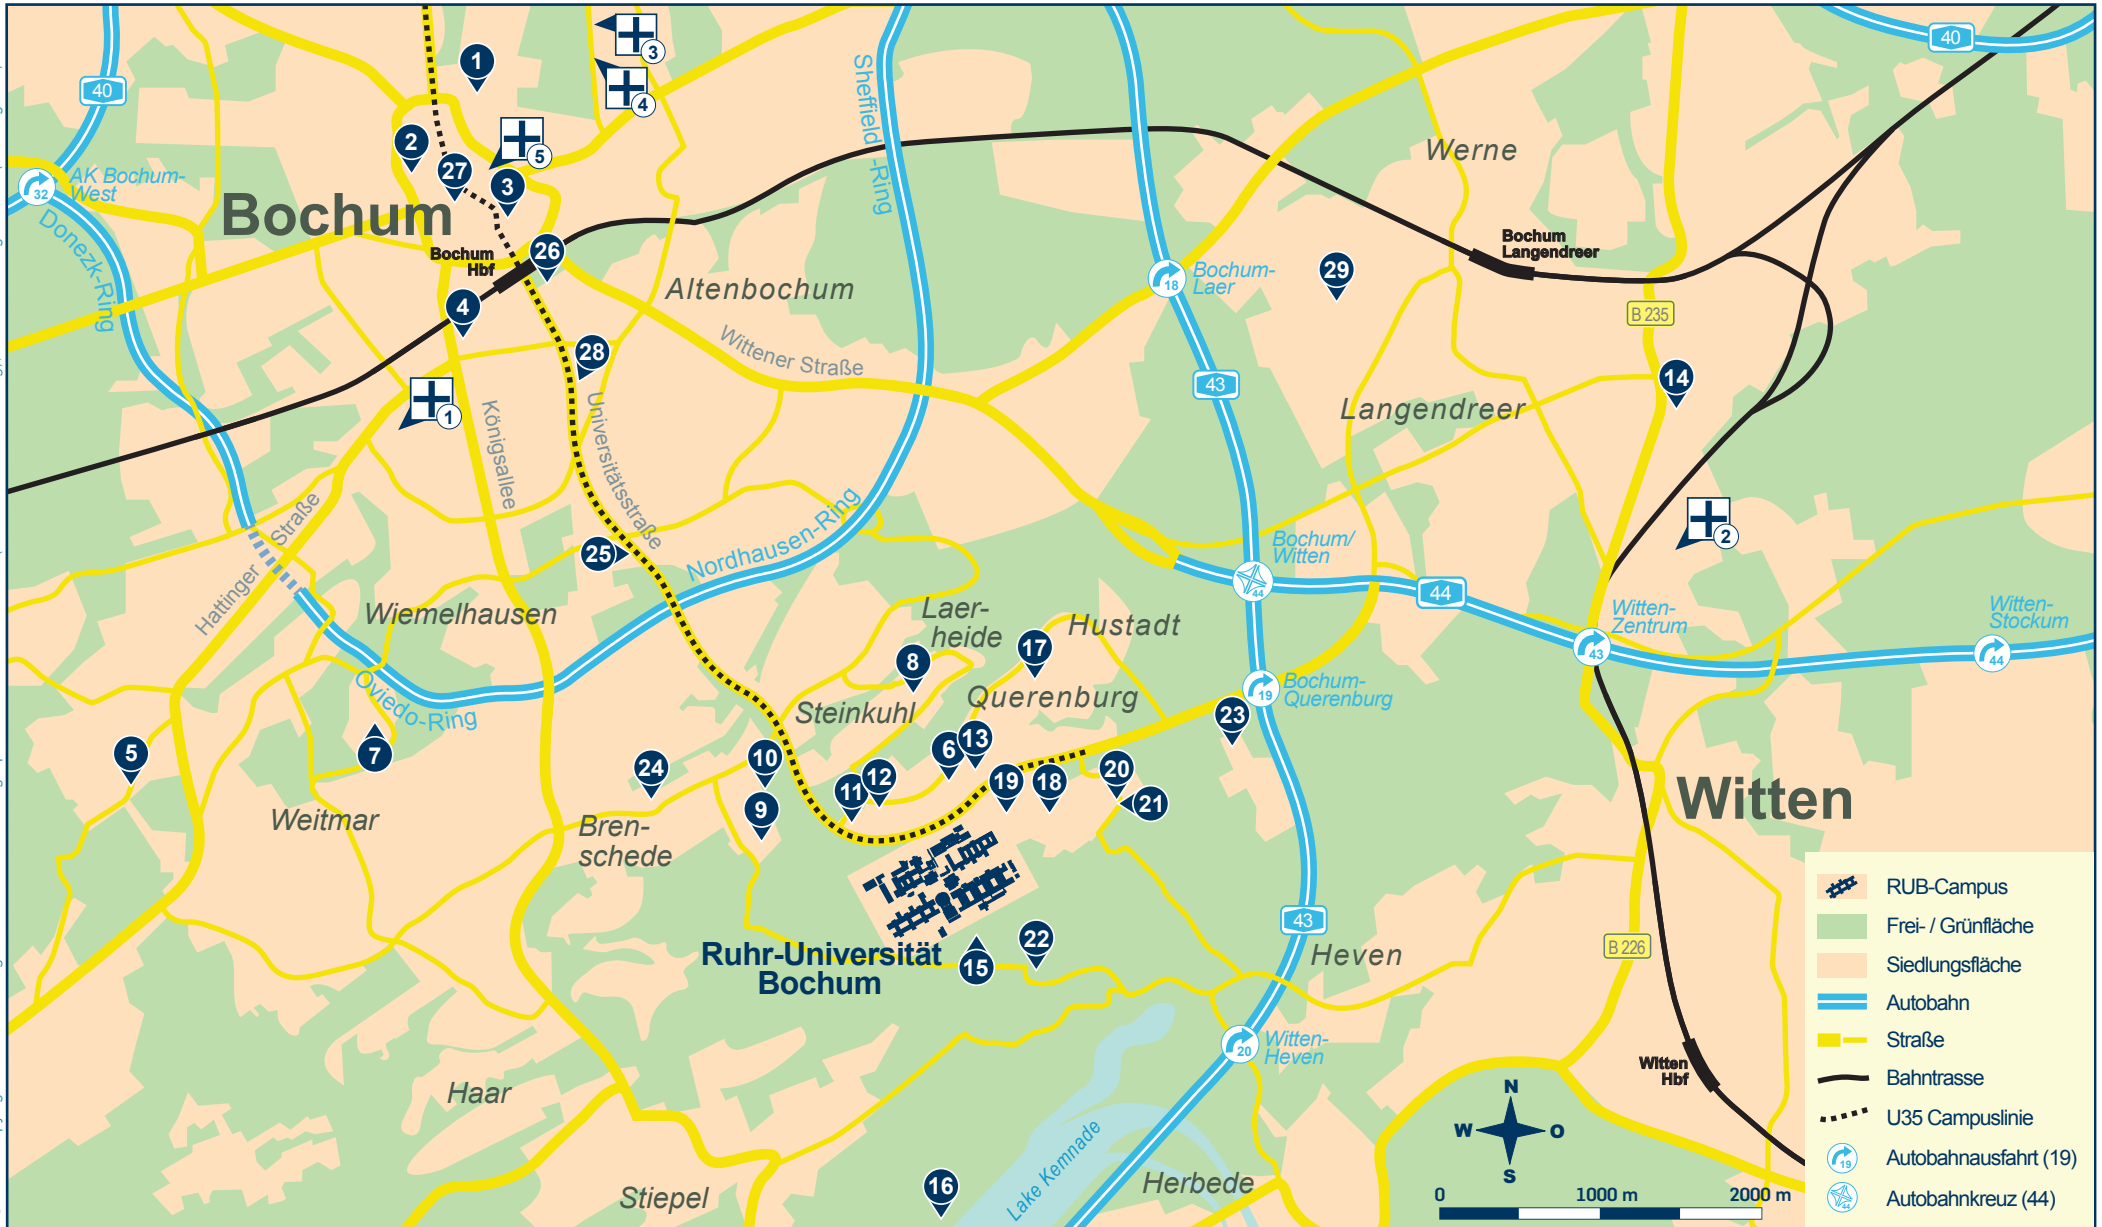 1
3
4
40
40
2
5
AK Bochum-
West
32
27
3
Bochum
Donezk-Ring
Sheffield -Ring
Werne
Bochum
Hbf
26
4
Altenbochum
18
Bochum-
Laer
29
Bochum
Langendreer
B 235
28
Wittener Straße
43
14
1
Langendreer
Königsallee
Universitätsstraße
Hattinger Straße
25
Nordhausen-Ring
2
Bochum/
Witten
44
44
Wiemelhausen
Laer-
heide
Hustadt
Witten-
Zentrum
43
Witten-
Stockum
44
8
17
Oviedo-Ring
Querenburg
19
Bochum-
Querenburg
Steinkuhl
23
5
7
24
10
6
13
11
12
19
18
20
21
9
Weitmar
Bren-
schede
Witten
Ruhr-Universität
Bochum
15
22
43
Heven
B 226
20
Witten-
Heven
Haar
Witten
Hbf
Lake Kemnade
Stiepel
16
Herbede
N
W
O
S
0
1000 m
2000 m
RUB-Campus
Frei- / Grünfläche
Siedlungsfläche
Autobahn
Straße
Bahntrasse
U35 Campuslinie
19
Autobahnausfahrt (19)
44
Autobahnkreuz (44)